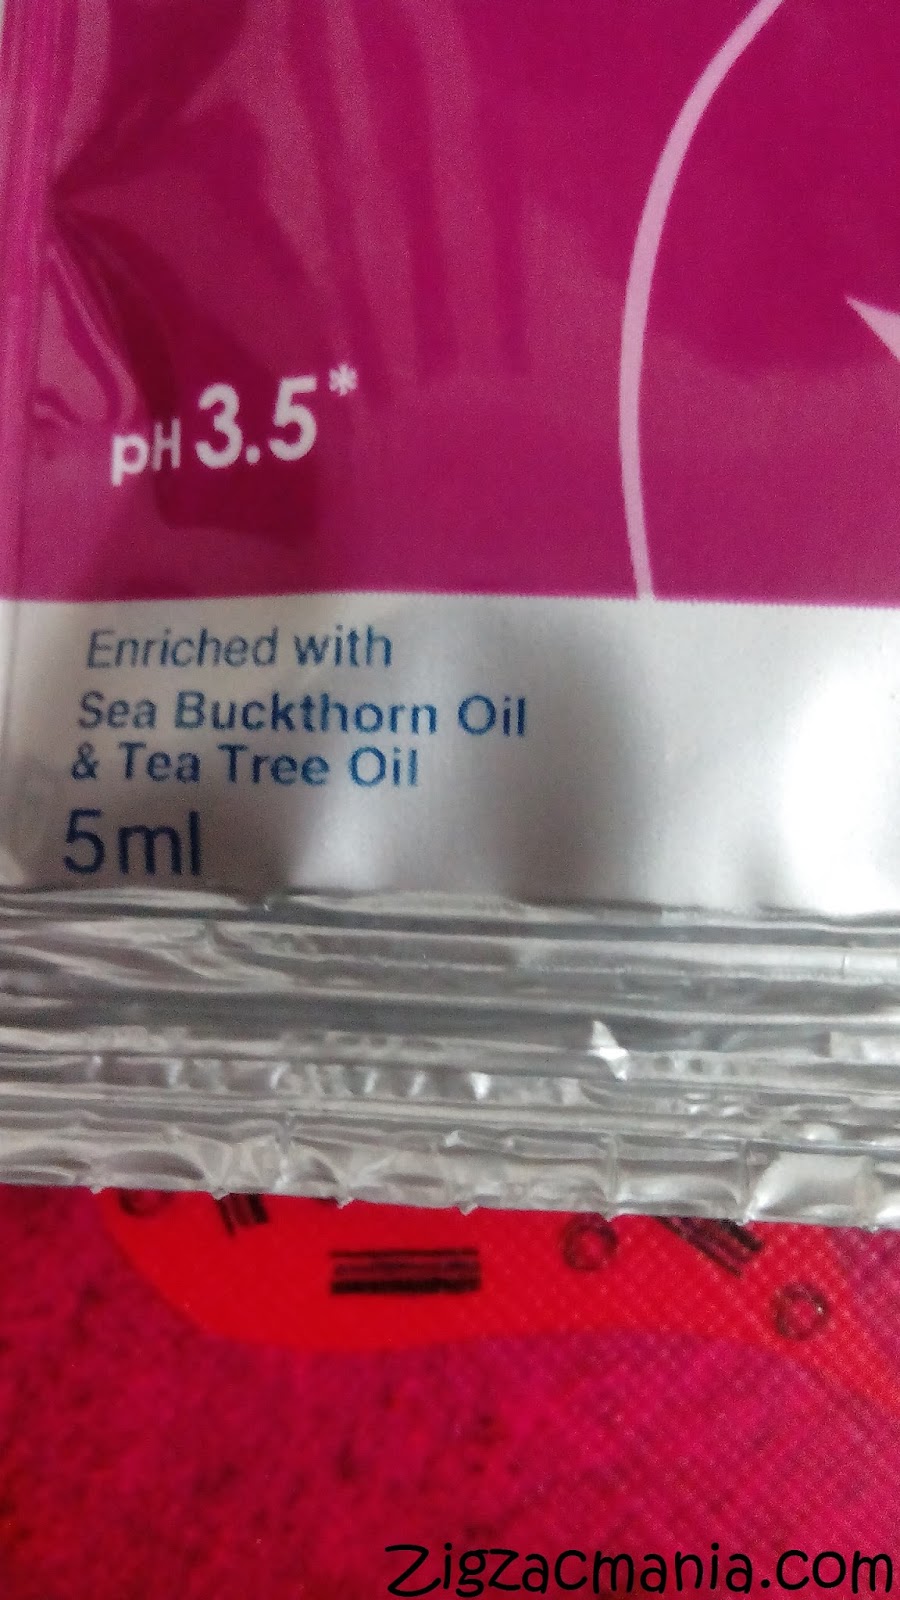 pH 3.5*
Enriched with
Sea Buckthorn Oil
& Tea Tree Oil
5ml
Zigzacmania.com